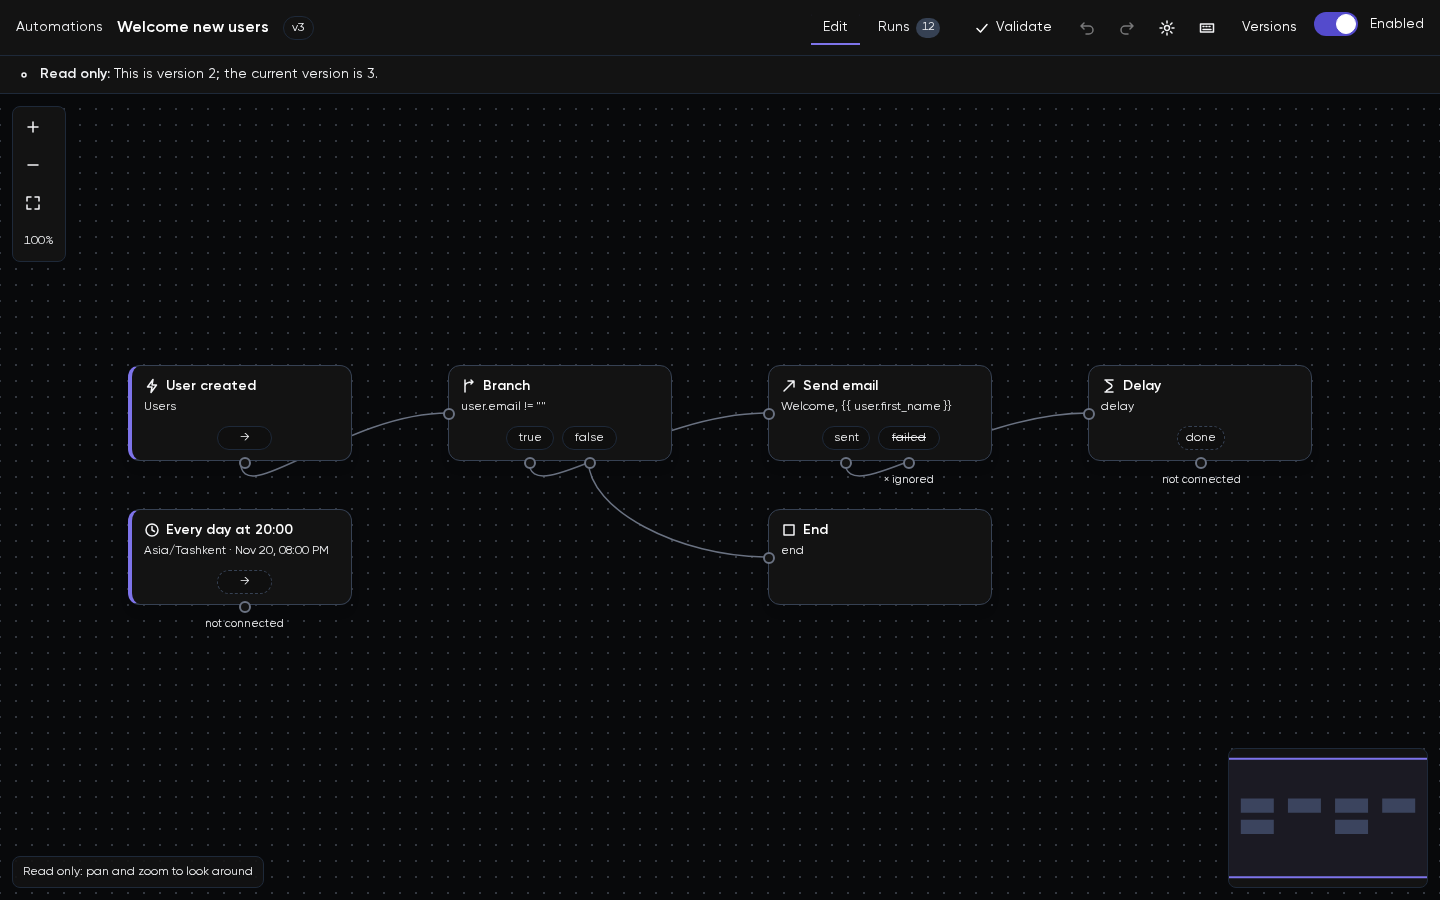 Automations Welcome new users v3 Edit Runs 12 Validate Versions Enabled
Read only: This is version 2; the current version is 3.
100%
User created
Users
→
Branch
user.email != ""
true false
Send email
Welcome, {{ user.first_name }}
sent failed
× ignored
Delay
delay
done
not connected
Every day at 20:00
Asia/Tashkent · Nov 20, 08:00 PM
→
not connected
End
end
Read only: pan and zoom to look around